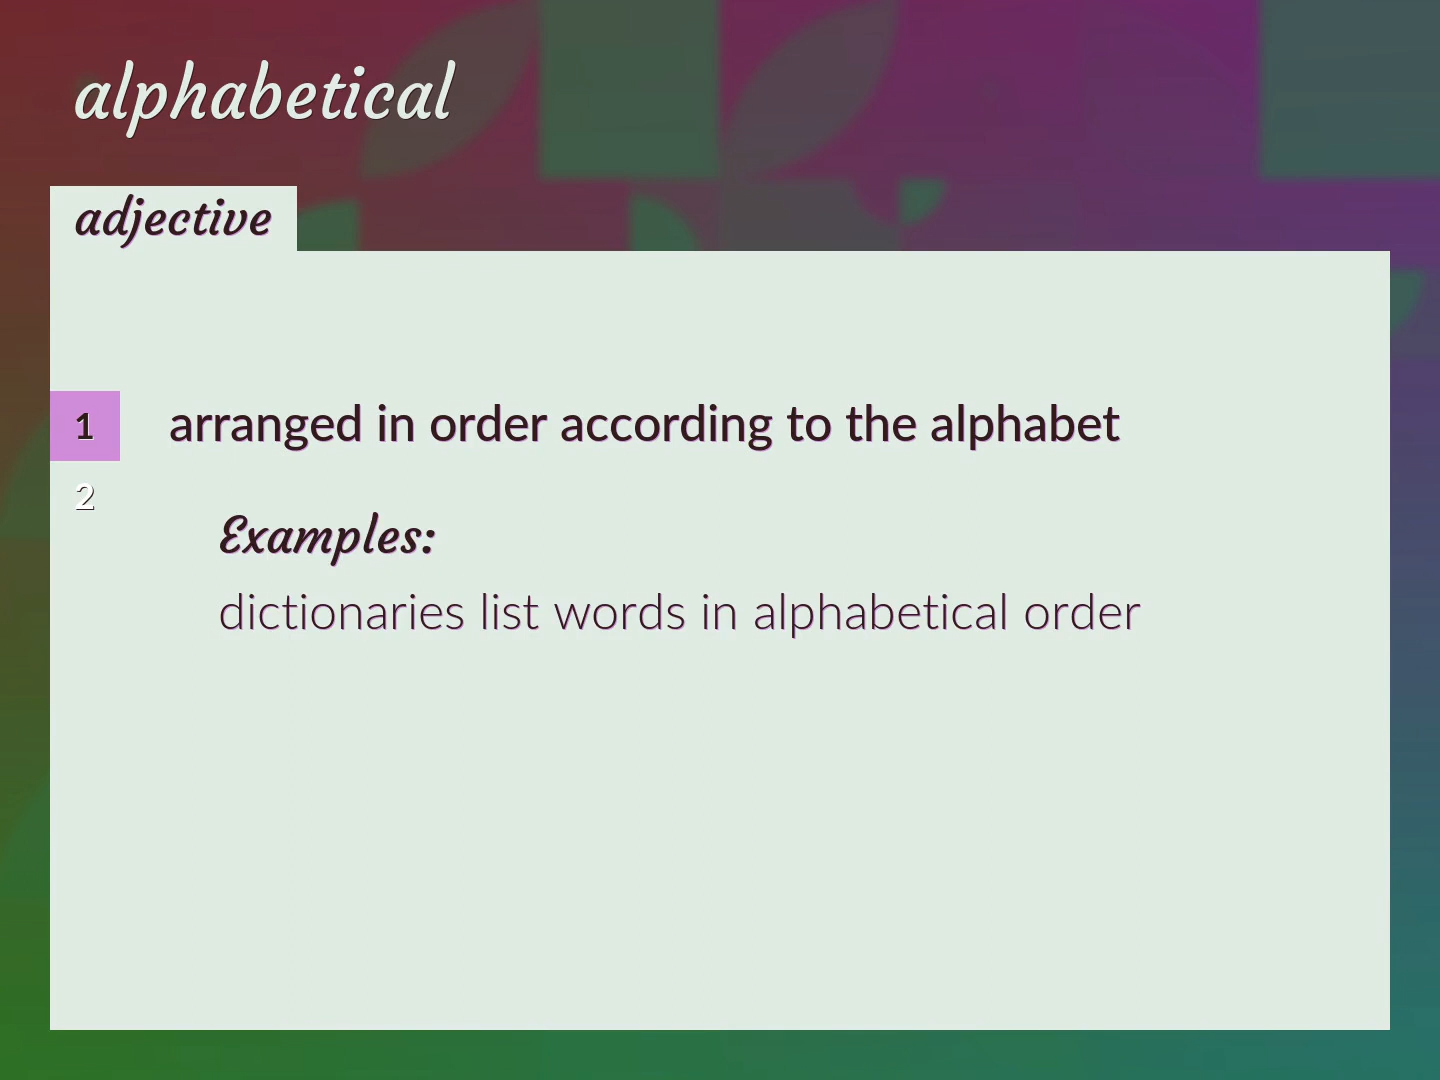 alphabetical
adjective
1 arranged in order according to the alphabet
2
Examples:
dictionaries list words in alphabetical order